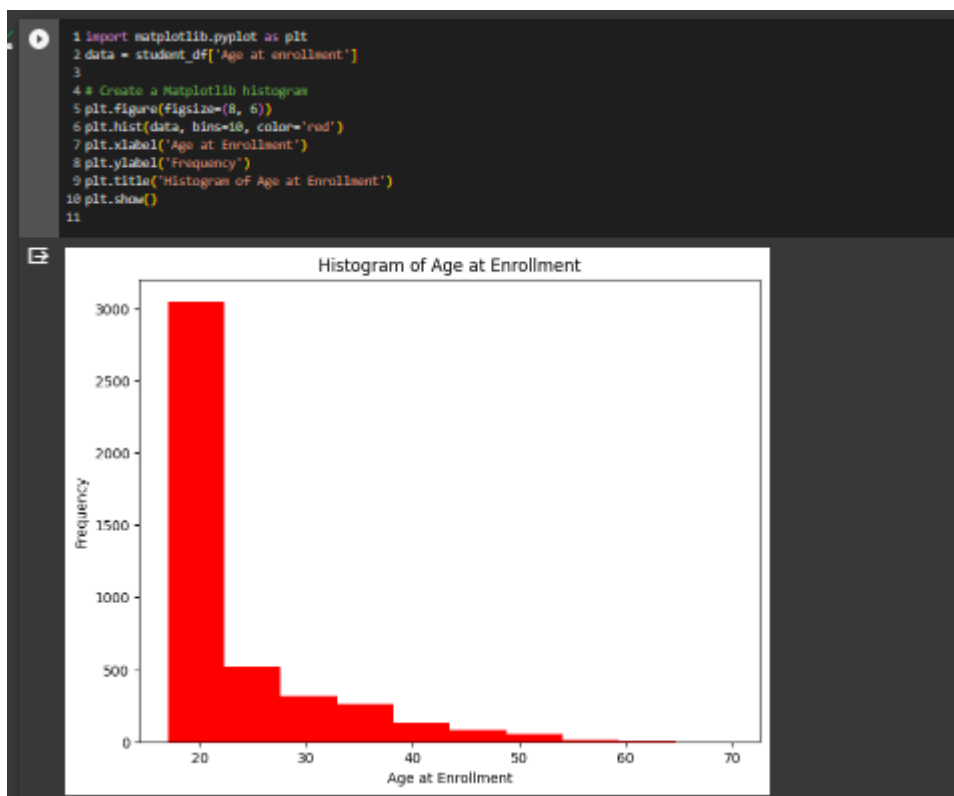 1 import matplotlib.pyplot as plt
2 data = student_df['Age at enrollment']
3
4 # Create a Matplotlib histogram
5 plt.figure(figsize=(8, 6))
6 plt.hist(data, bins=10, color='red')
7 plt.xlabel('Age at Enrollment')
8 plt.ylabel('Frequency')
9 plt.title('Histogram of Age at Enrollment')
10 plt.show()
11
Histogram of Age at Enrollment
3000
2500
2000
1500
1000
500
0
Frequency
20 30 40 50 60 70
Age at Enrollment